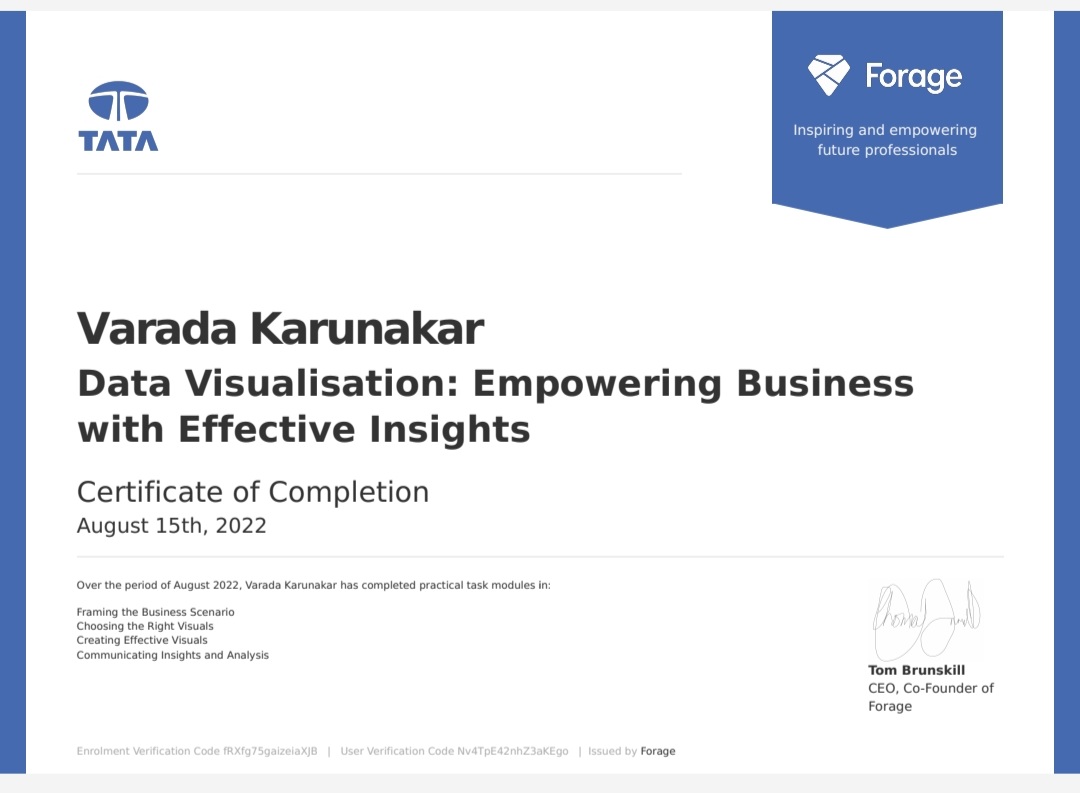 TATA
Forage
Inspiring and empowering
future professionals
Varada Karunakar
Data Visualisation: Empowering Business
with Effective Insights
Certificate of Completion
August 15th, 2022
Over the period of August 2022, Varada Karunakar has completed practical task modules in:
Framing the Business Scenario
Choosing the Right Visuals
Creating Effective Visuals
Communicating Insights and Analysis
Tom Brunskill
CEO, Co-Founder of
Forage
Enrolment Verification Code fRXfg75gaizeiaXJB | User Verification Code Nv4TpE42nhZ3aKEgo | Issued by Forage